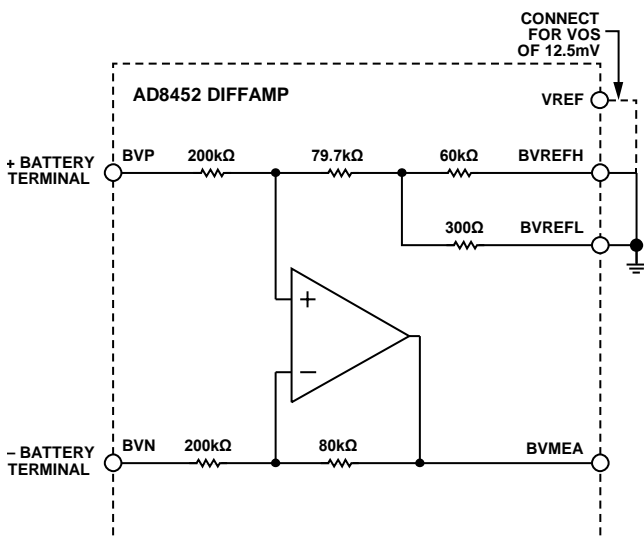 CONNECT
FOR VOS
OF 12.5mV
AD8452 DIFFAMP
VREF
+ BATTERY
TERMINAL
BVP
200kΩ
79.7kΩ
60kΩ
BVREFH
300Ω
BVREFL
+
–
– BATTERY
TERMINAL
BVN
200kΩ
80kΩ
BVMEA